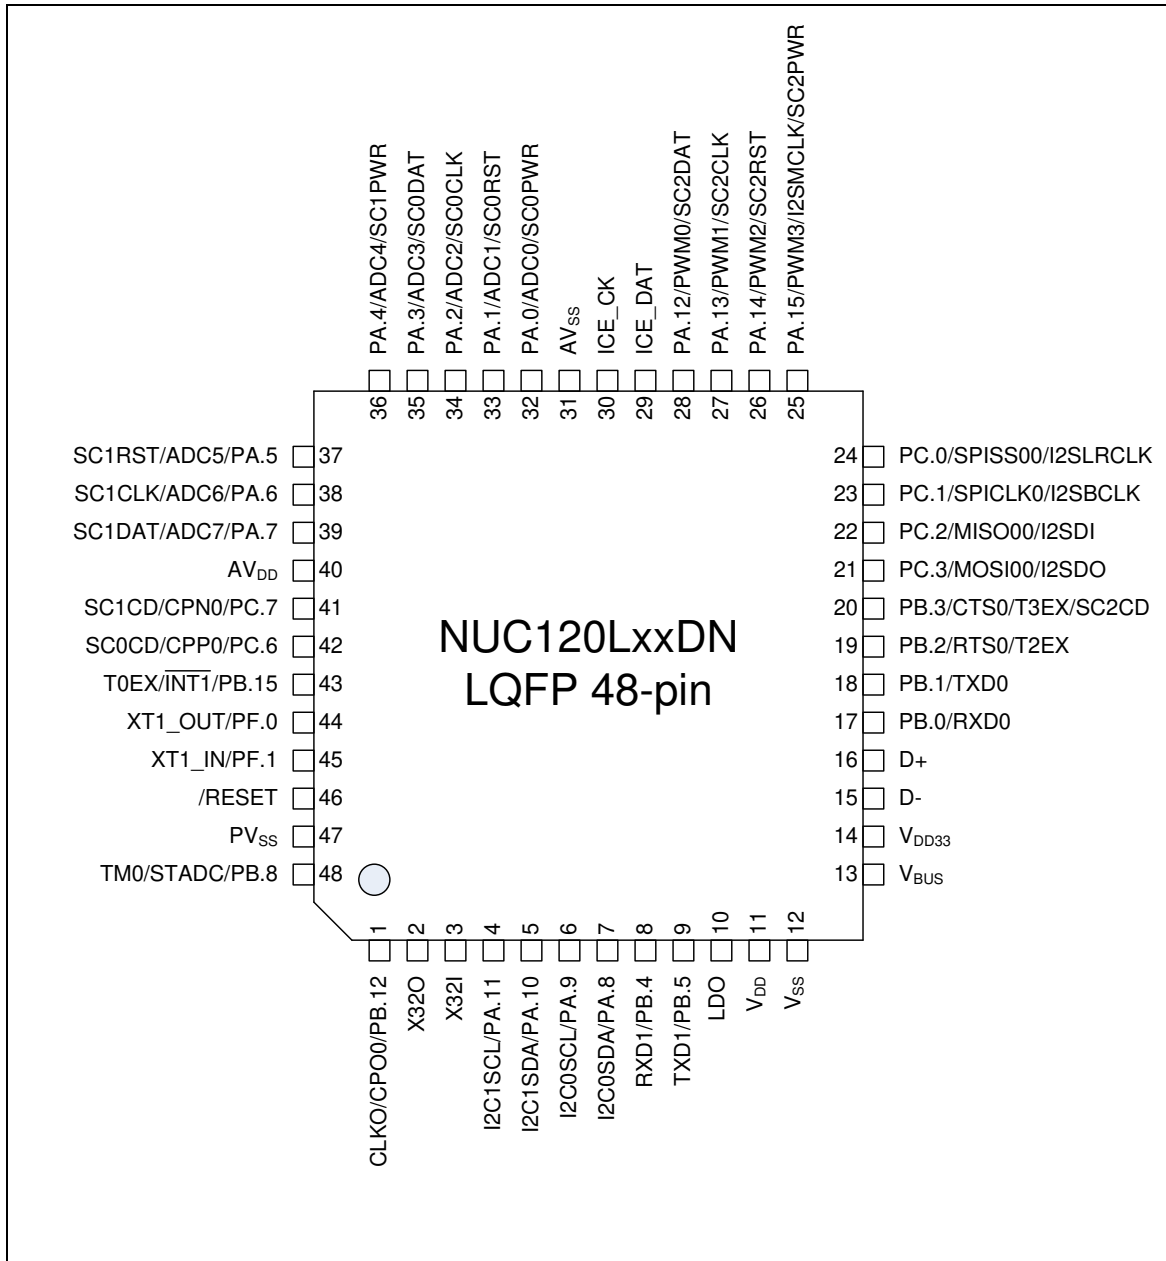 PA.4/ADC4/SC1PWR
PA.3/ADC3/SC0DAT
PA.2/ADC2/SC0CLK
PA.1/ADC1/SC0RST
PA.0/ADC0/SC0PWR
AVSS
ICE_CK
ICE_DAT
PA.12/PWM0/SC2DAT
PA.13/PWM1/SC2CLK
PA.14/PWM2/SC2RST
PA.15/PWM3/I2SMCLK/SC2PWR
36
35
34
33
32
31
30
29
28
27
26
25
SC1RST/ADC5/PA.5 37
SC1CLK/ADC6/PA.6 38
SC1DAT/ADC7/PA.7 39
AVDD 40
SC1CD/CPN0/PC.7 41
SC0CD/CPP0/PC.6 42
T0EX/INT1/PB.15 43
XT1_OUT/PF.0 44
XT1_IN/PF.1 45
/RESET 46
PVSS 47
TM0/STADC/PB.8 48
NUC120LxxDN
LQFP 48-pin
24 PC.0/SPISS00/I2SLRCLK
23 PC.1/SPICLK0/I2SBCLK
22 PC.2/MISO00/I2SDI
21 PC.3/MOSI00/I2SDO
20 PB.3/CTS0/T3EX/SC2CD
19 PB.2/RTS0/T2EX
18 PB.1/TXD0
17 PB.0/RXD0
16 D+
15 D-
14 VDD33
13 VBUS
1
2
3
4
5
6
7
8
9
10
11
12
CLKO/CPO0/PB.12
X32O
X32I
I2C1SCL/PA.11
I2C1SDA/PA.10
I2C0SCL/PA.9
I2C0SDA/PA.8
RXD1/PB.4
TXD1/PB.5
LDO
VDD
VSS